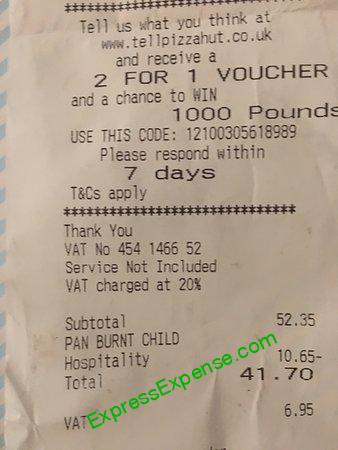 ******************************
Tell us what you think at
www.tellpizzahut.co.uk
and receive a
2 FOR 1 VOUCHER
and a chance to WIN
1000 Pounds
USE THIS CODE: 12100305618989
Please respond within
7 days
T&Cs apply
******************************
Thank You
VAT No 454 1466 52
Service Not Included
VAT charged at 20%
Subtotal 52.35
PAN BURNT CHILD
Hospitality 10.65-
Total 41.70
VAT 6.95
ExpressExpense.com